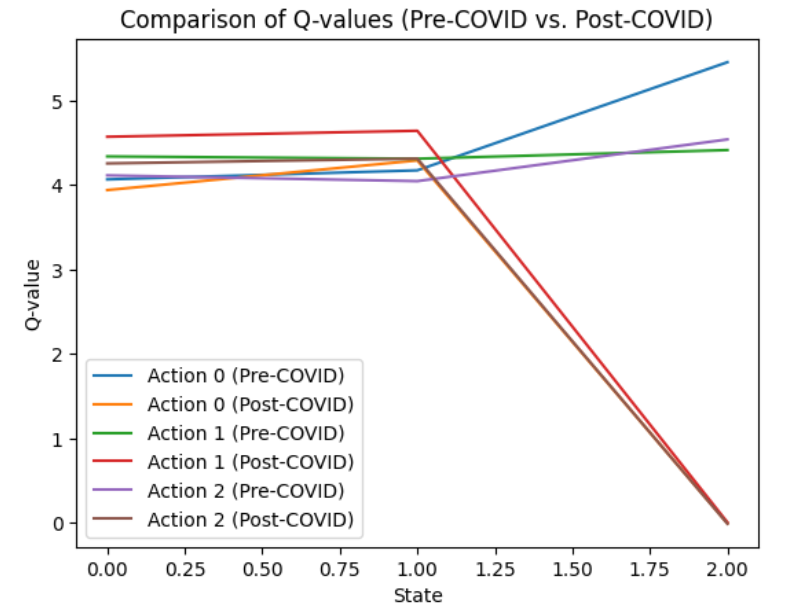 Comparison of Q-values (Pre-COVID vs. Post-COVID)
5
4
3
2
1
0
Q-value
Action 0 (Pre-COVID)
Action 0 (Post-COVID)
Action 1 (Pre-COVID)
Action 1 (Post-COVID)
Action 2 (Pre-COVID)
Action 2 (Post-COVID)
0.00 0.25 0.50 0.75 1.00 1.25 1.50 1.75 2.00
State